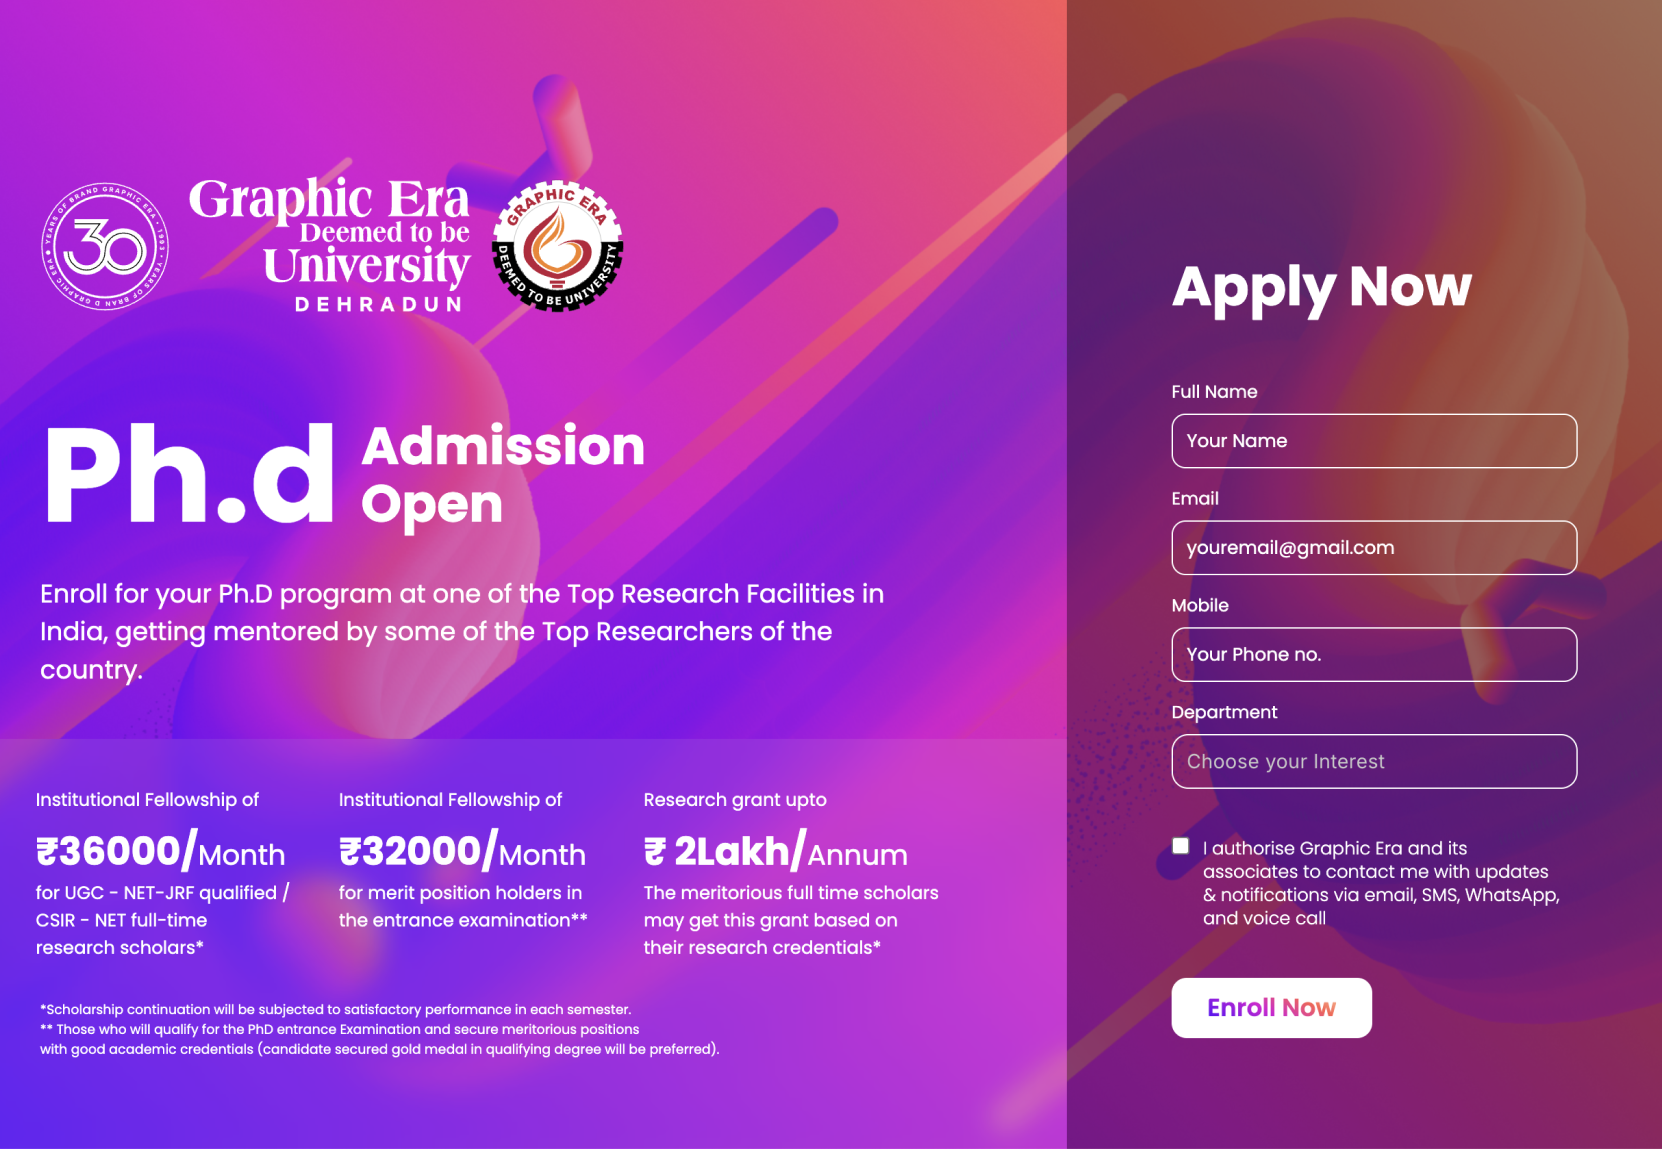 YEARS OF BRAND GRAPHIC ERA • 1993 • YEARS OF BRAN D GRAPHIC ERA •
30
Graphic Era
Deemed to be
University
DEHRADUN
GRAPHIC ERA
DEEMED TO BE UNIVERSITY
Ph.d
Admission
Open
Enroll for your Ph.D program at one of the Top Research Facilities in
India, getting mentored by some of the Top Researchers of the
country.
Institutional Fellowship of
₹36000/Month
for UGC - NET-JRF qualified /
CSIR - NET full-time
research scholars*
Institutional Fellowship of
₹32000/Month
for merit position holders in
the entrance examination**
Research grant upto
₹ 2Lakh/Annum
The meritorious full time scholars
may get this grant based on
their research credentials*
*Scholarship continuation will be subjected to satisfactory performance in each semester.
** Those who will qualify for the PhD entrance Examination and secure meritorious positions
with good academic credentials (candidate secured gold medal in qualifying degree will be preferred).
Apply Now
Full Name
Your Name
Email
youremail@gmail.com
Mobile
Your Phone no.
Department
Choose your Interest
I authorise Graphic Era and its
associates to contact me with updates
& notifications via email, SMS, WhatsApp,
and voice call
Enroll Now